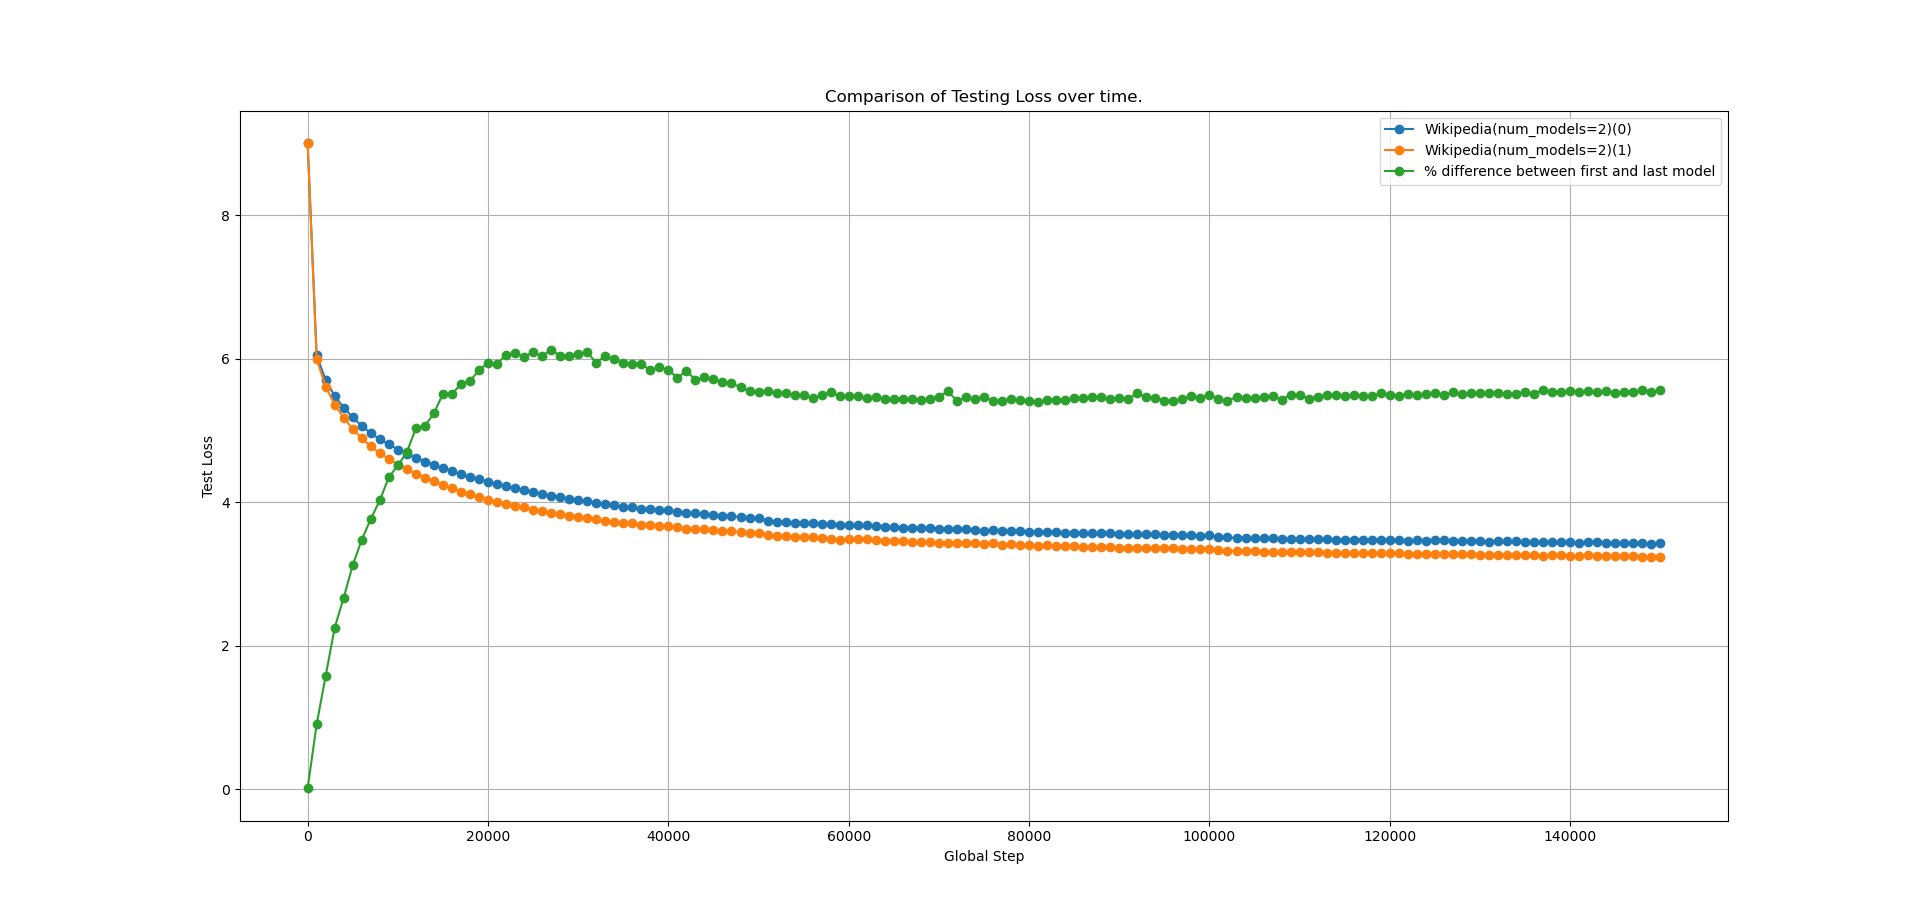 Comparison of Testing Loss over time.
Wikipedia(num_models=2)(0)
Wikipedia(num_models=2)(1)
% difference between first and last model
8
6
4
2
0
Test Loss
0 20000 40000 60000 80000 100000 120000 140000
Global Step